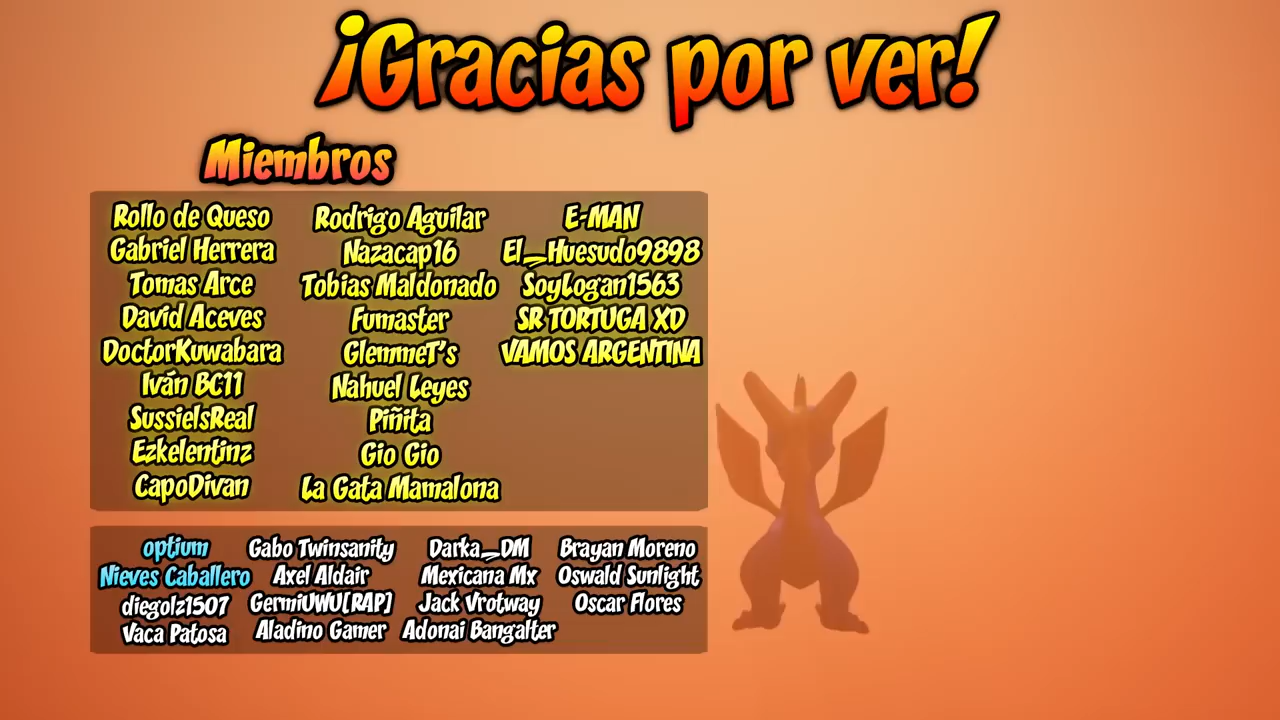 ¡Gracias por ver!
Miembros
Rollo de Queso
Gabriel Herrera
Tomas Arce
David Aceves
DoctorKuwabara
Iván BC11
SussieIsReal
Ezkelentinz
CapoDivan
Rodrigo Aguilar
Nazacap16
Tobias Maldonado
Fumaster
GlemmeT's
Nahuel Leyes
Piñita
Gio Gio
La Gata Mamalona
E-MAN
El_Huesudo9898
SoyLogan1563
SR TORTUGA XD
VAMOS ARGENTINA
optium
Nieves Caballero
diegolz1507
Vaca Patosa
Gabo Twinsanity
Axel Aldair
GermiUWU[RAP]
Aladino Gamer
Darka_DM
Mexicana Mx
Jack Vrotway
Adonai Bangalter
Brayan Moreno
Oswald Sunlight
Oscar Flores